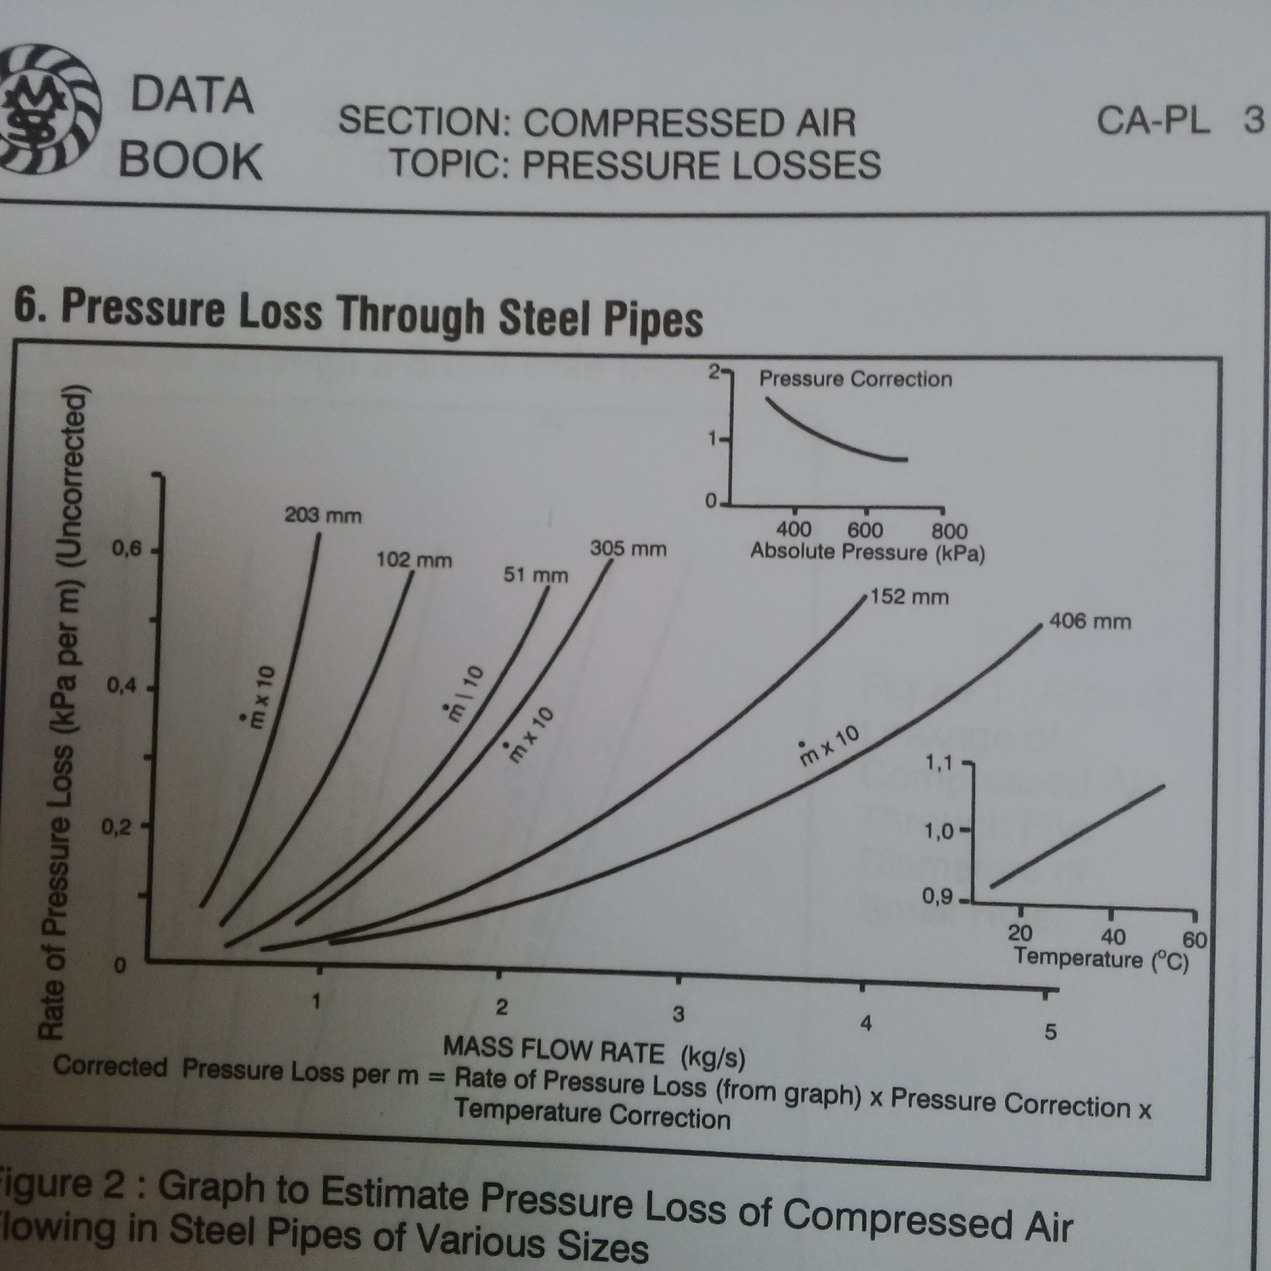 DATA
BOOK
SECTION: COMPRESSED AIR
TOPIC: PRESSURE LOSSES
CA-PL 3
6. Pressure Loss Through Steel Pipes
Rate of Pressure Loss (kPa per m) (Uncorrected)
0,6
0,4
0,2
0
203 mm
102 mm
51 mm
305 mm
152 mm
406 mm
ṁ x 10
ṁ \ 10
ṁ x 10
ṁ x 10
2
1
0
Pressure Correction
400 600 800
Absolute Pressure (kPa)
1,1
1,0
0,9
20 40 60
Temperature (°C)
1 2 3 4 5
MASS FLOW RATE (kg/s)
Corrected Pressure Loss per m = Rate of Pressure Loss (from graph) x Pressure Correction x
Temperature Correction
igure 2 : Graph to Estimate Pressure Loss of Compressed Air
lowing in Steel Pipes of Various Sizes